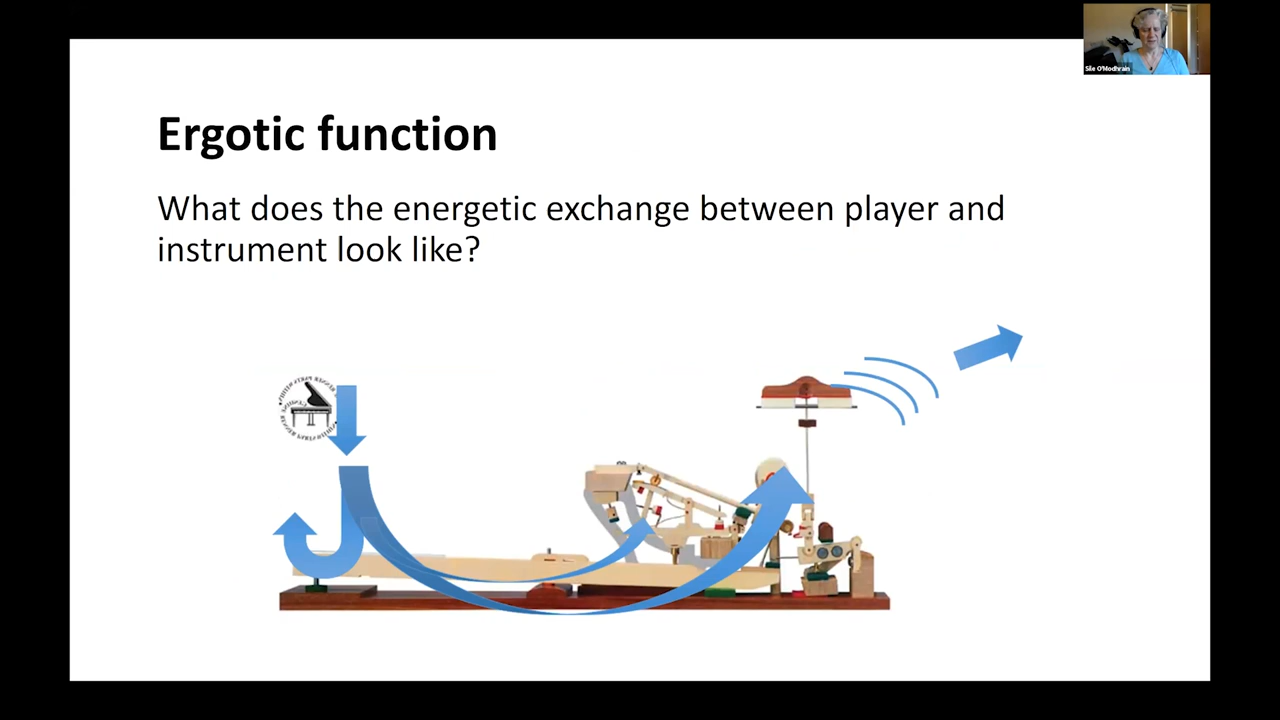 Sile O'Modhrain
Ergotic function
What does the energetic exchange between player and
instrument look like?